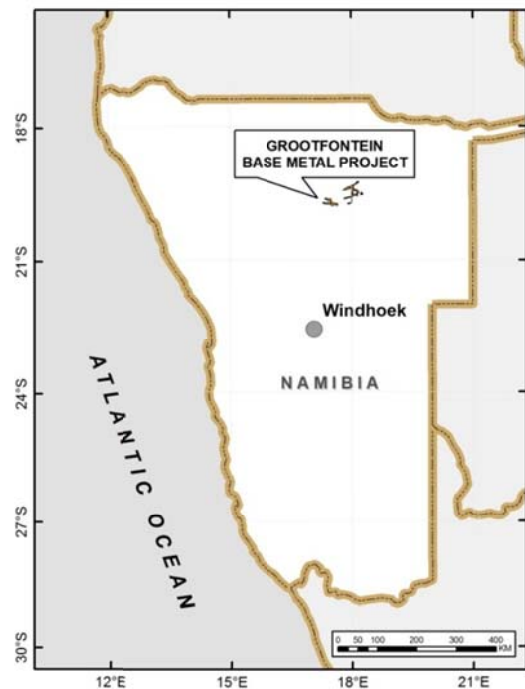 18°S
21°S
24°S
27°S
30°S
GROOTFONTEIN
BASE METAL PROJECT
Windhoek
NAMIBIA
ATLANTIC OCEAN
0 50 100 200 300 400
KM
12°E 15°E 18°E 21°E